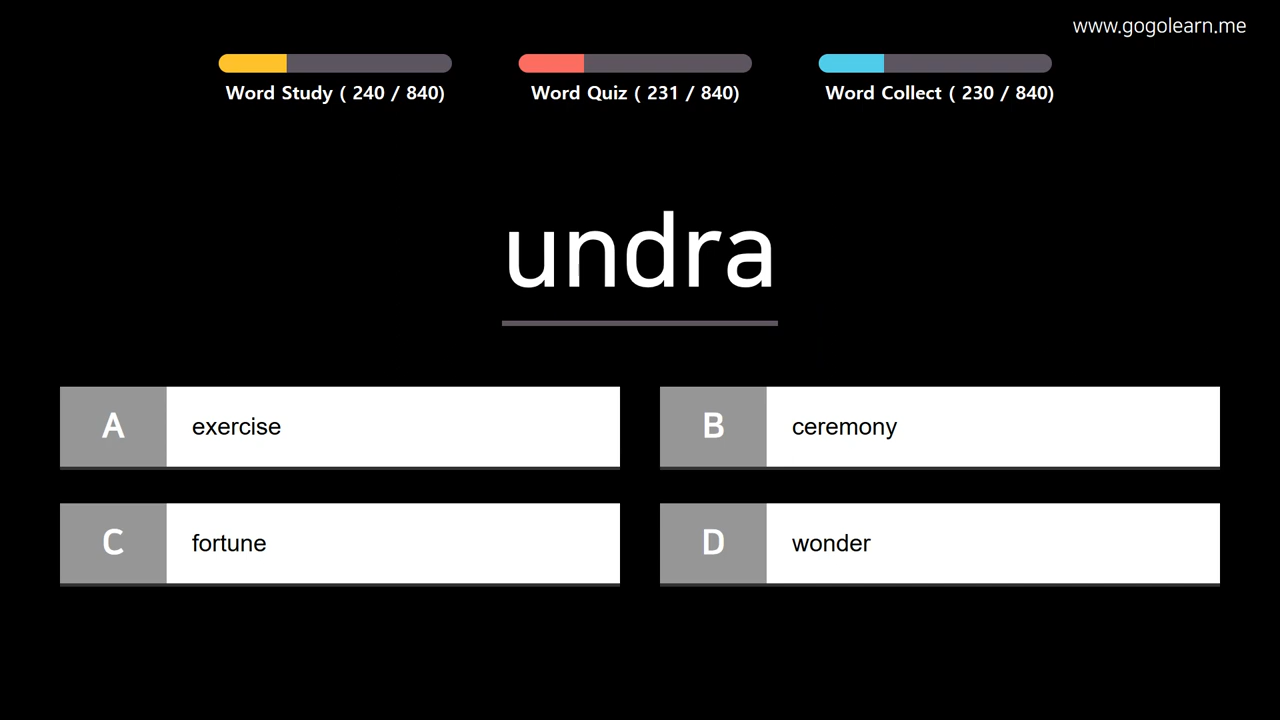 www.gogolearn.me
Word Study ( 240 / 840)
Word Quiz ( 231 / 840)
Word Collect ( 230 / 840)
undra
A
exercise
B
ceremony
C
fortune
D
wonder